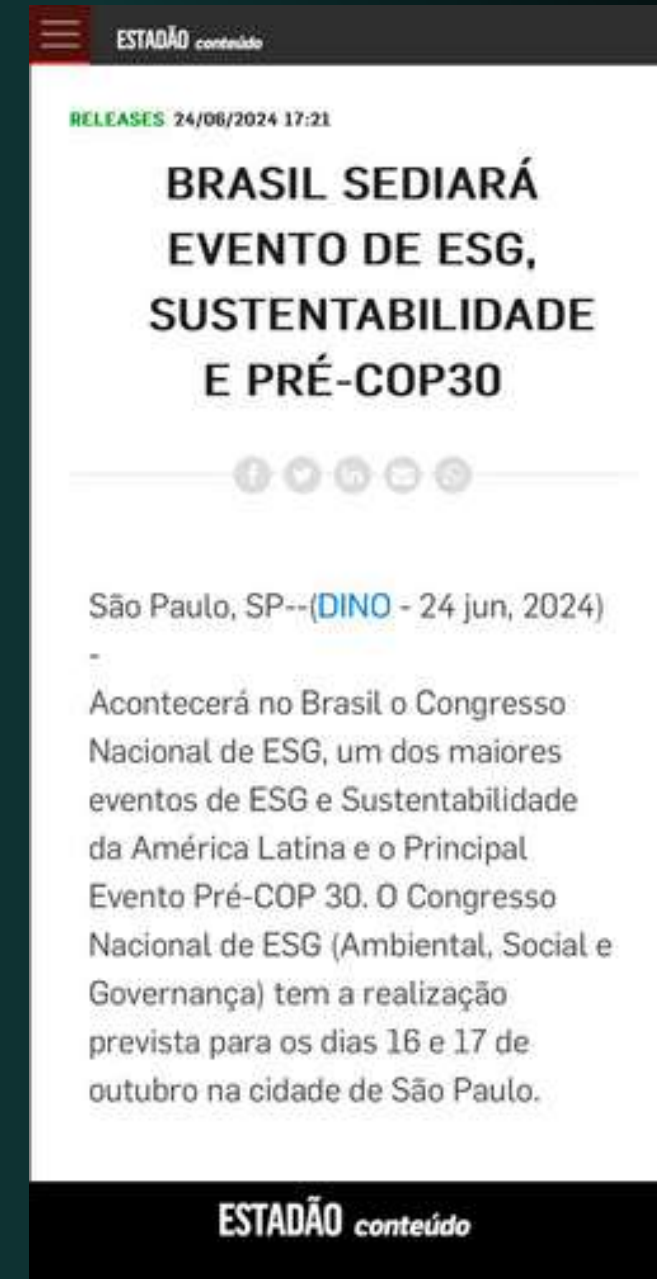 ESTADÃO conteúdo
RELEASES 24/06/2024 17:21
BRASIL SEDIARÁ
EVENTO DE ESG,
SUSTENTABILIDADE
E PRÉ-COP30
São Paulo, SP--(DINO - 24 jun, 2024)
-
Acontecerá no Brasil o Congresso
Nacional de ESG, um dos maiores
eventos de ESG e Sustentabilidade
da América Latina e o Principal
Evento Pré-COP 30. O Congresso
Nacional de ESG (Ambiental, Social e
Governança) tem a realização
prevista para os dias 16 e 17 de
outubro na cidade de São Paulo.
ESTADÃO conteúdo